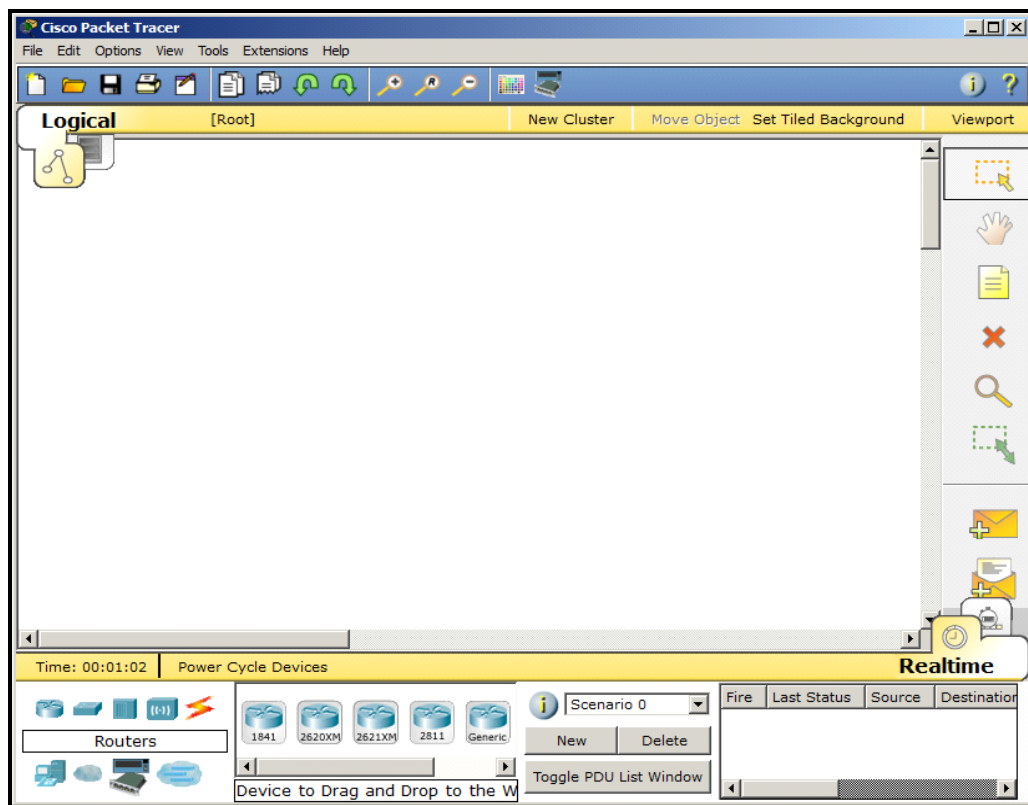 Cisco Packet Tracer
File Edit Options View Tools Extensions Help
Logical [Root] New Cluster Move Object Set Tiled Background Viewport
Time: 00:01:02 Power Cycle Devices Realtime
Routers
1841 2620XM 2621XM 2811 Generic
Device to Drag and Drop to the W
Scenario 0
New Delete
Toggle PDU List Window
Fire Last Status Source Destination